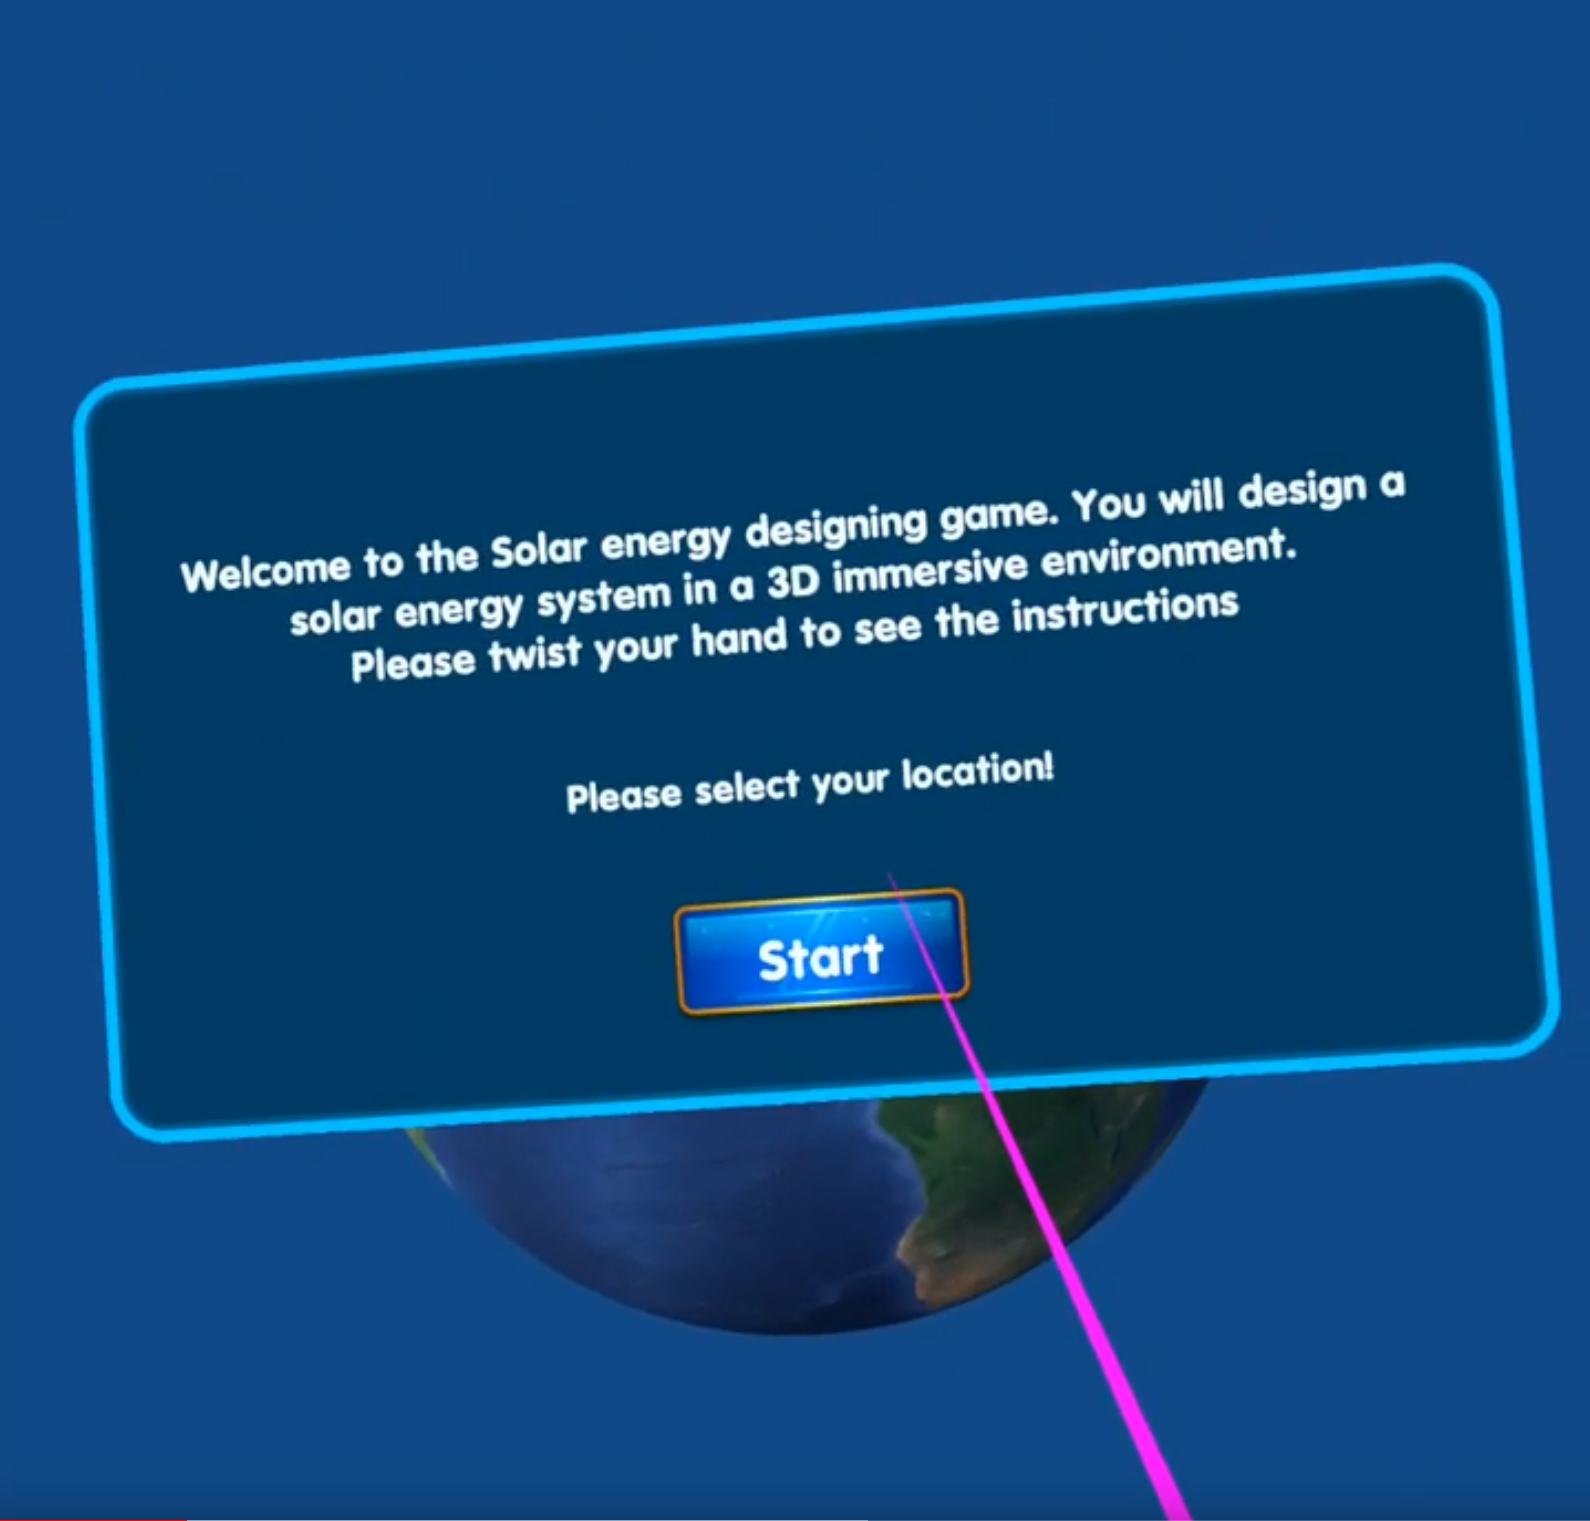 Welcome to the Solar energy designing game. You will design a
solar energy system in a 3D immersive environment.
Please twist your hand to see the instructions
Please select your location!
Start